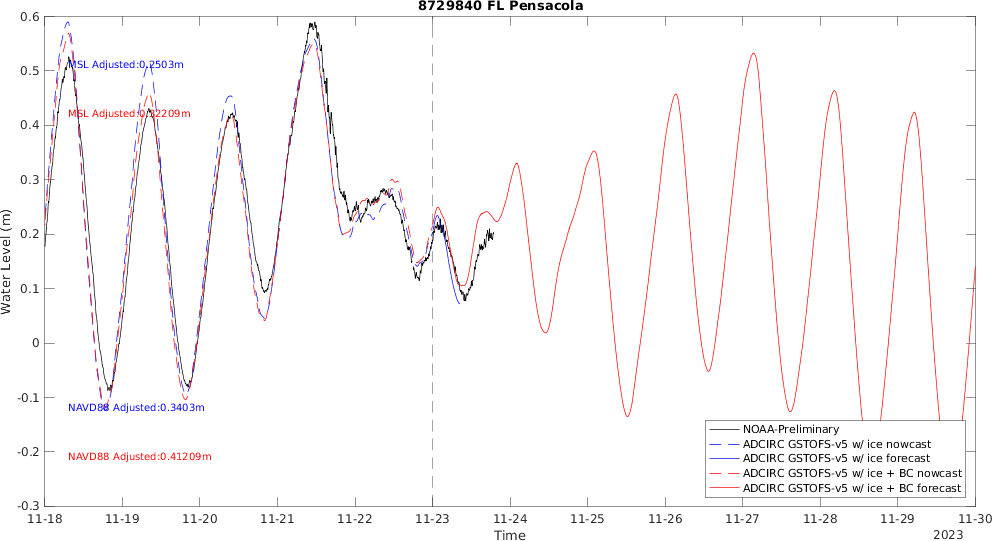 8729840 FL Pensacola
0.6
0.5
0.4
0.3
0.2
0.1
0
-0.1
-0.2
-0.3
Water Level (m)
MSL Adjusted:0.2503m
MSL Adjusted:0.32209m
NAVD88 Adjusted:0.3403m
NAVD88 Adjusted:0.41209m
NOAA-Preliminary
ADCIRC GSTOFS-v5 w/ ice nowcast
ADCIRC GSTOFS-v5 w/ ice forecast
ADCIRC GSTOFS-v5 w/ ice + BC nowcast
ADCIRC GSTOFS-v5 w/ ice + BC forecast
11-18 11-19 11-20 11-21 11-22 11-23 11-24 11-25 11-26 11-27 11-28 11-29 11-30
Time
2023